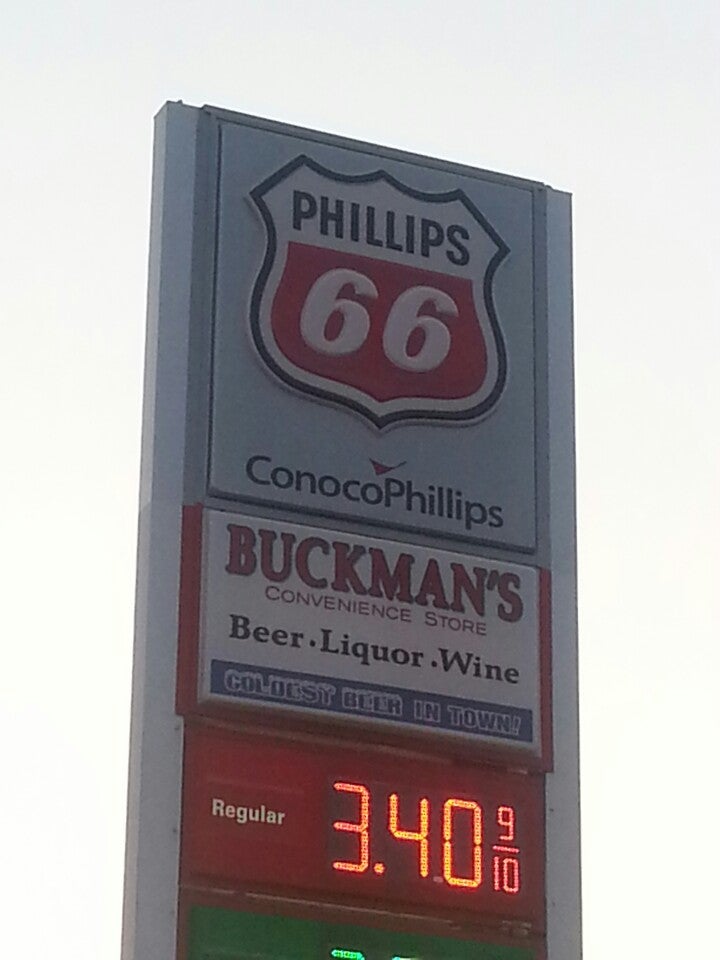 PHILLIPS
66
ConocoPhillips
BUCKMAN'S
CONVENIENCE STORE
Beer·Liquor·Wine
COLDEST BEER IN TOWN!
Regular 3.40 9/10